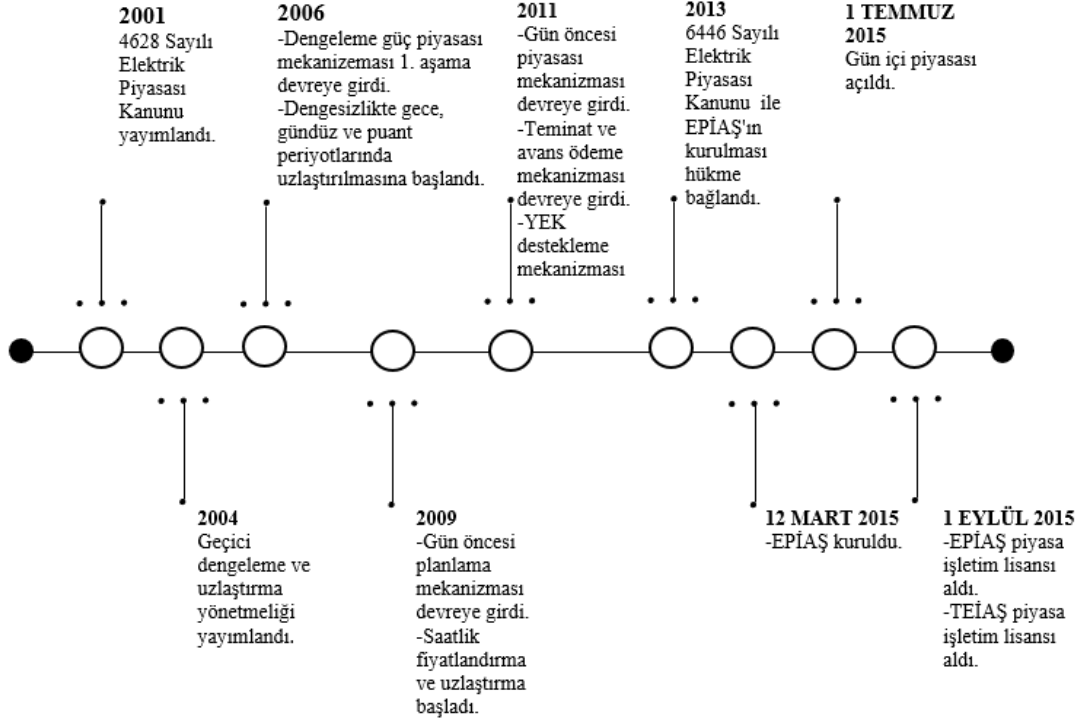 2001
4628 Sayılı
Elektrik
Piyasası
Kanunu
yayımlandı.
2006
-Dengeleme güç piyasası
mekanizeması 1. aşama
devreye girdi.
-Dengesizlikte gece,
gündüz ve puant
periyotlarında
uzlaştırılmasına başlandı.
2011
-Gün öncesi
piyasası
mekanizması
devreye girdi.
-Teminat ve
avans ödeme
mekanizması
devreye girdi.
-YEK
destekleme
mekanizması
2013
6446 Sayılı
Elektrik
Piyasası
Kanunu ile
EPİAŞ'ın
kurulması
hükme
bağlandı.
1 TEMMUZ
2015
Gün içi piyasası
açıldı.
2004
Geçici
dengeleme ve
uzlaştırma
yönetmeliği
yayımlandı.
2009
-Gün öncesi
planlama
mekanizması
devreye girdi.
-Saatlik
fiyatlandırma
ve uzlaştırma
başladı.
12 MART 2015
-EPİAŞ kuruldu.
1 EYLÜL 2015
-EPİAŞ piyasa
işletim lisansı
aldı.
-TEİAŞ piyasa
işletim lisansı
aldı.